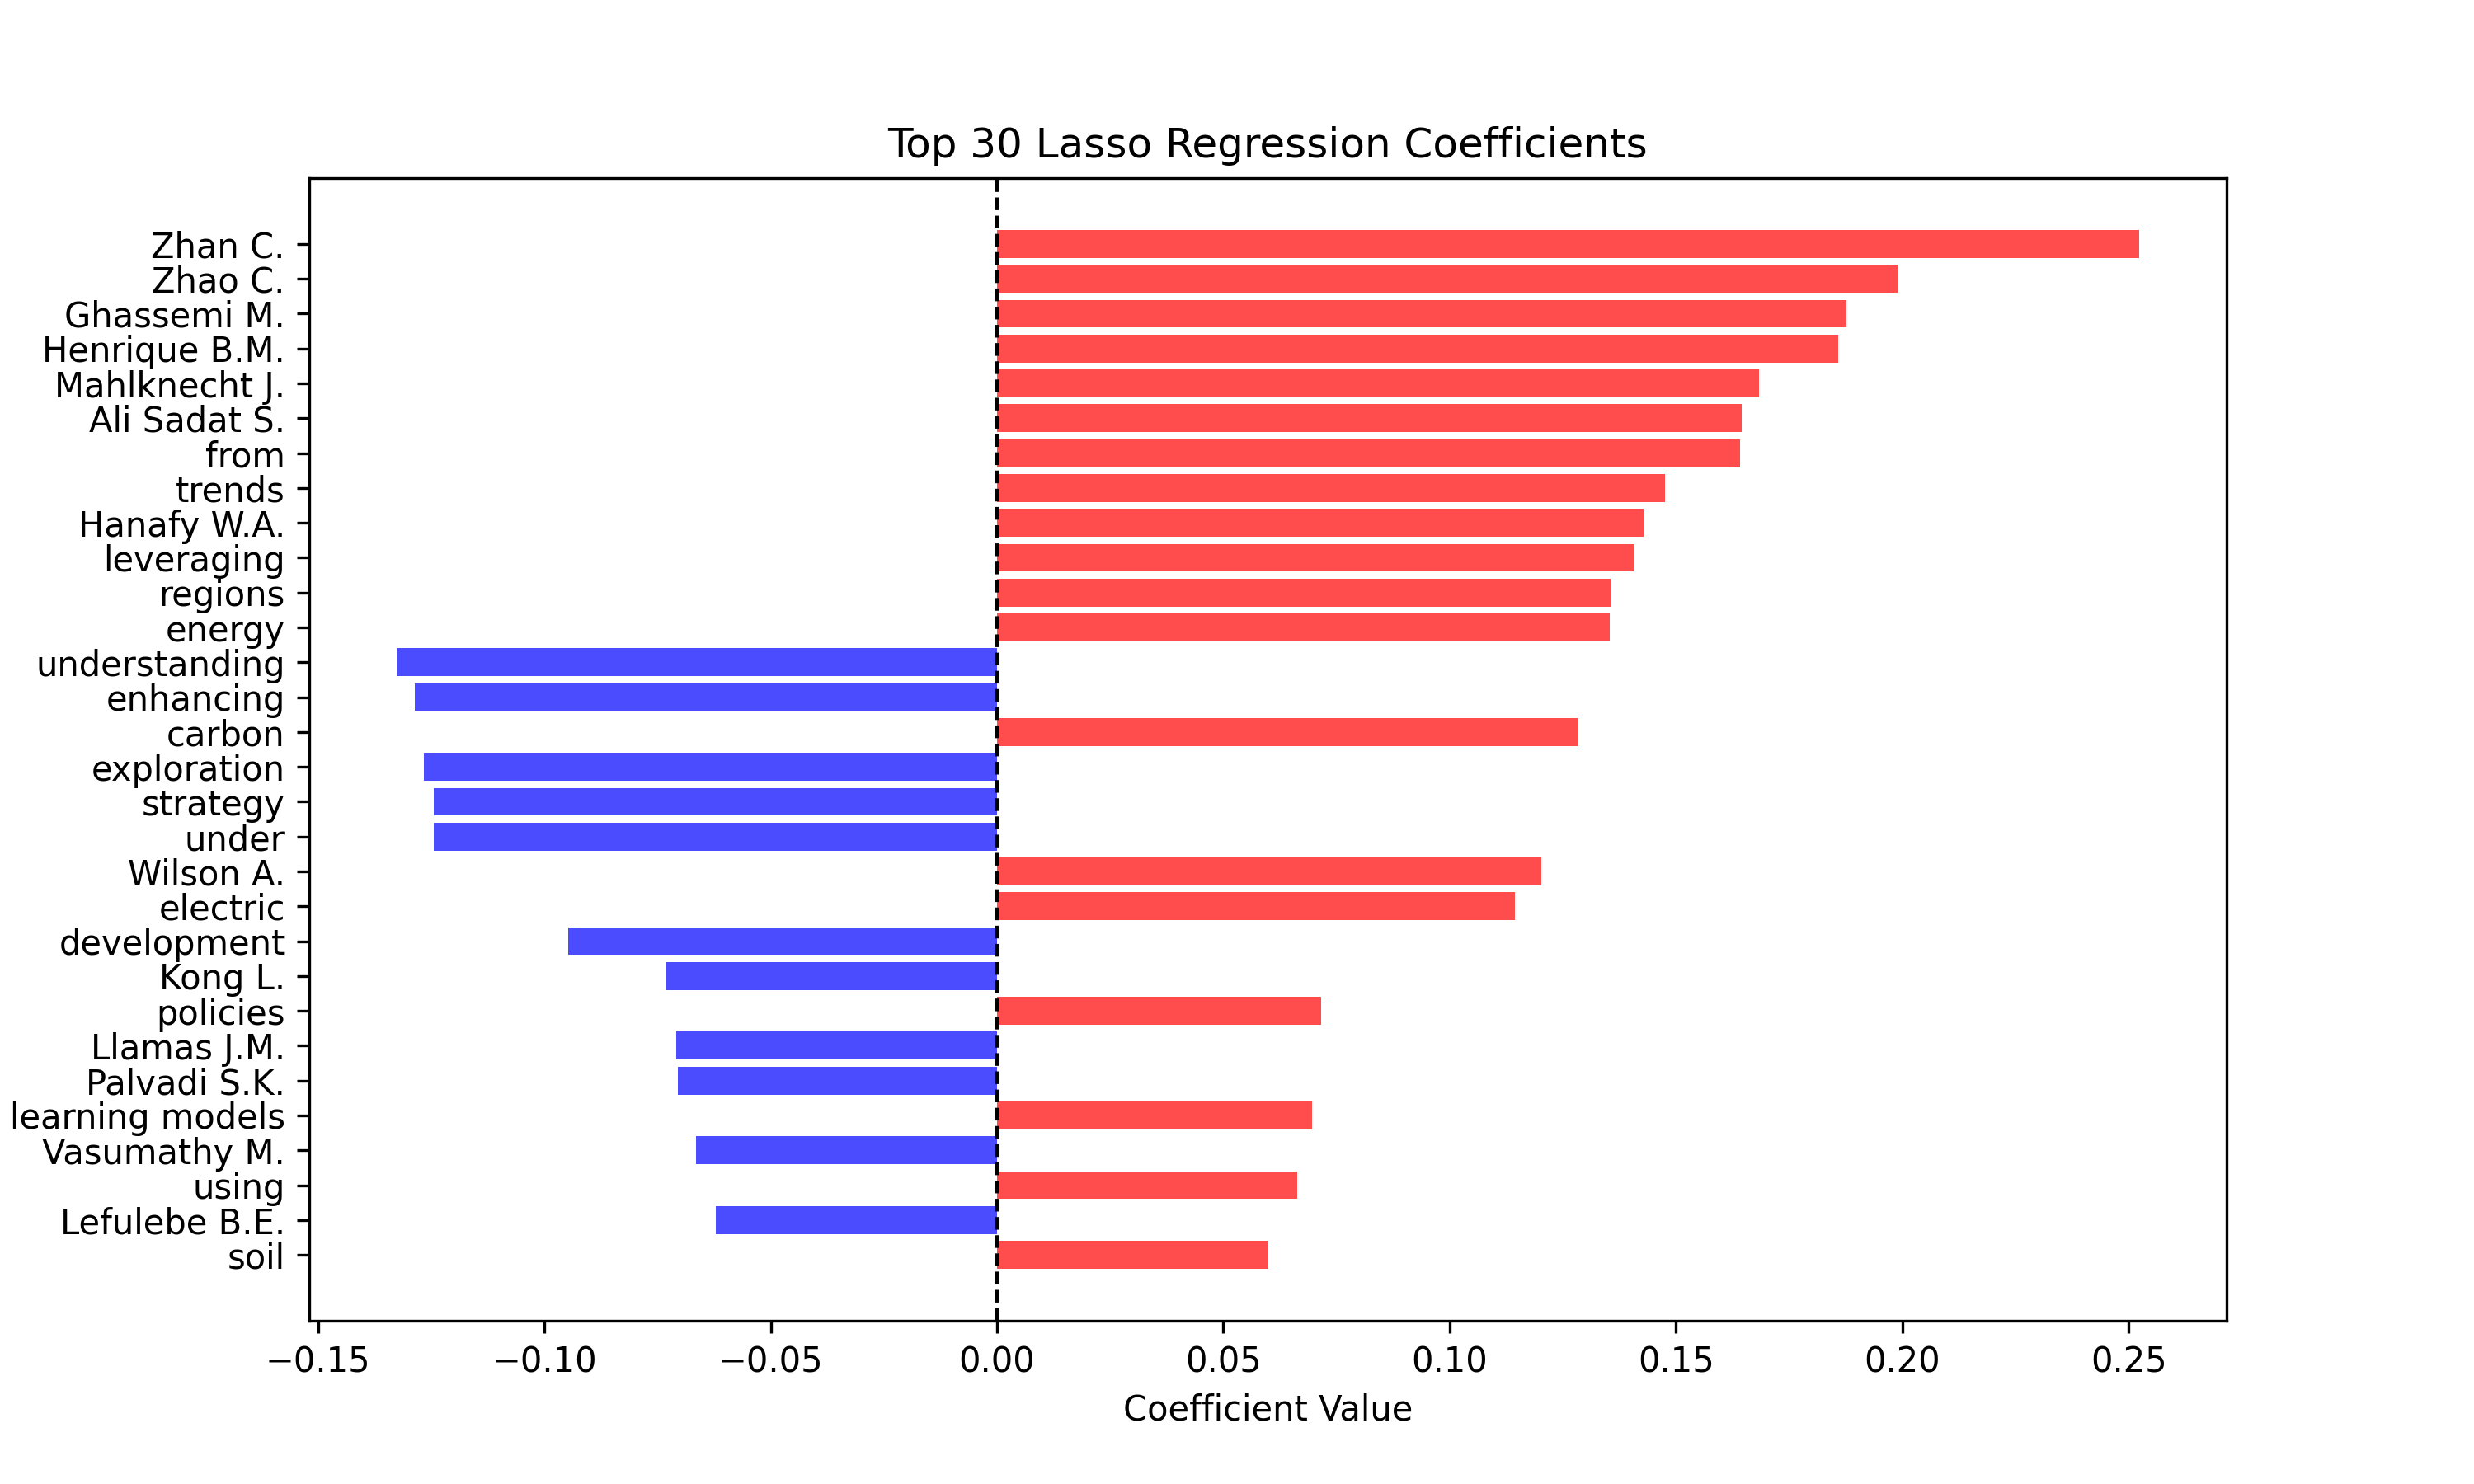 Top 30 Lasso Regression Coefficients
Zhan C.
Zhao C.
Ghassemi M.
Henrique B.M.
Mahlknecht J.
Ali Sadat S.
from
trends
Hanafy W.A.
leveraging
regions
energy
understanding
enhancing
carbon
exploration
strategy
under
Wilson A.
electric
development
Kong L.
policies
Llamas J.M.
Palvadi S.K.
learning models
Vasumathy M.
using
Lefulebe B.E.
soil
−0.15 −0.10 −0.05 0.00 0.05 0.10 0.15 0.20 0.25
Coefficient Value